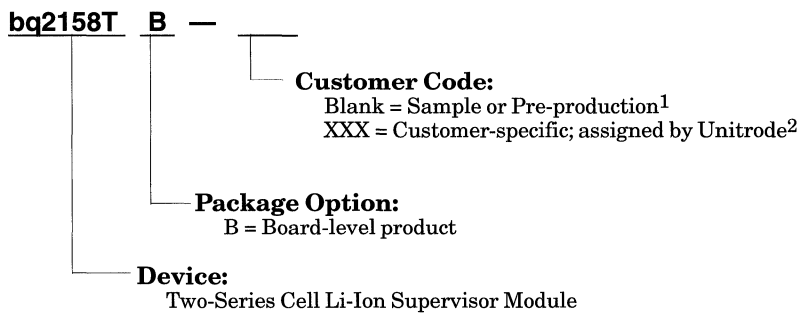 bq2158T B —
Customer Code:
Blank = Sample or Pre-production1
XXX = Customer-specific; assigned by Unitrode2
Package Option:
B = Board-level product
Device:
Two-Series Cell Li-Ion Supervisor Module